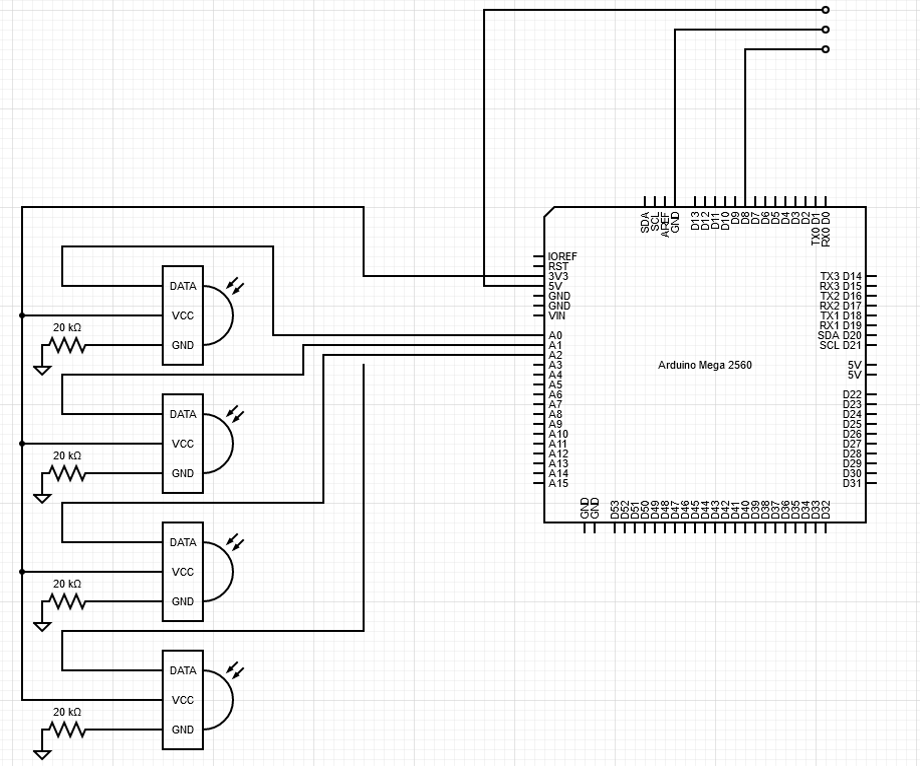 SDA
SCL
AREF
GND
D13
D12
D11
D10
D9
D8
D7
D6
D5
D4
D3
D2
TX0 D1
RX0 D0
IOREF
RST
3V3
5V
GND
GND
VIN
A0
A1
A2
A3
A4
A5
A6
A7
A8
A9
A10
A11
A12
A13
A14
A15
Arduino Mega 2560
TX3 D14
RX3 D15
TX2 D16
RX2 D17
TX1 D18
RX1 D19
SDA D20
SCL D21
5V
5V
D22
D23
D24
D25
D26
D27
D28
D29
D30
D31
GND
GND
D53
D52
D51
D50
D49
D48
D47
D46
D45
D44
D43
D42
D41
D40
D39
D38
D37
D36
D35
D34
D33
D32
DATA
VCC
20 kΩ
GND
DATA
VCC
20 kΩ
GND
DATA
VCC
20 kΩ
GND
DATA
VCC
20 kΩ
GND